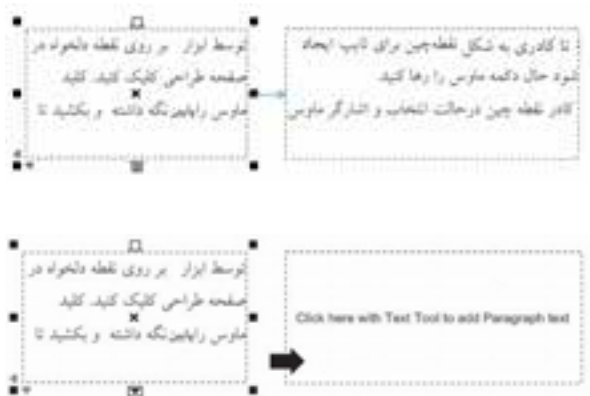 توسط ابزار بر روی نقطه دلخواه در
صفحه طراحی کلیک کنید. کلید
ماوس راپایین‌نگه داشته و بکشید تا
تا کادری به شکل نقطه‌چین برای تایپ ایجاد
شود حال دکمه ماوس را رها کنید.
کادر نقطه چین درحالت انتخاب و اشارگر ماوس
توسط ابزار بر روی نقطه دلخواه در
صفحه طراحی کلیک کنید. کلید
ماوس راپایین‌نگه داشته و بکشید تا
Click here with Text Tool to add Paragraph text